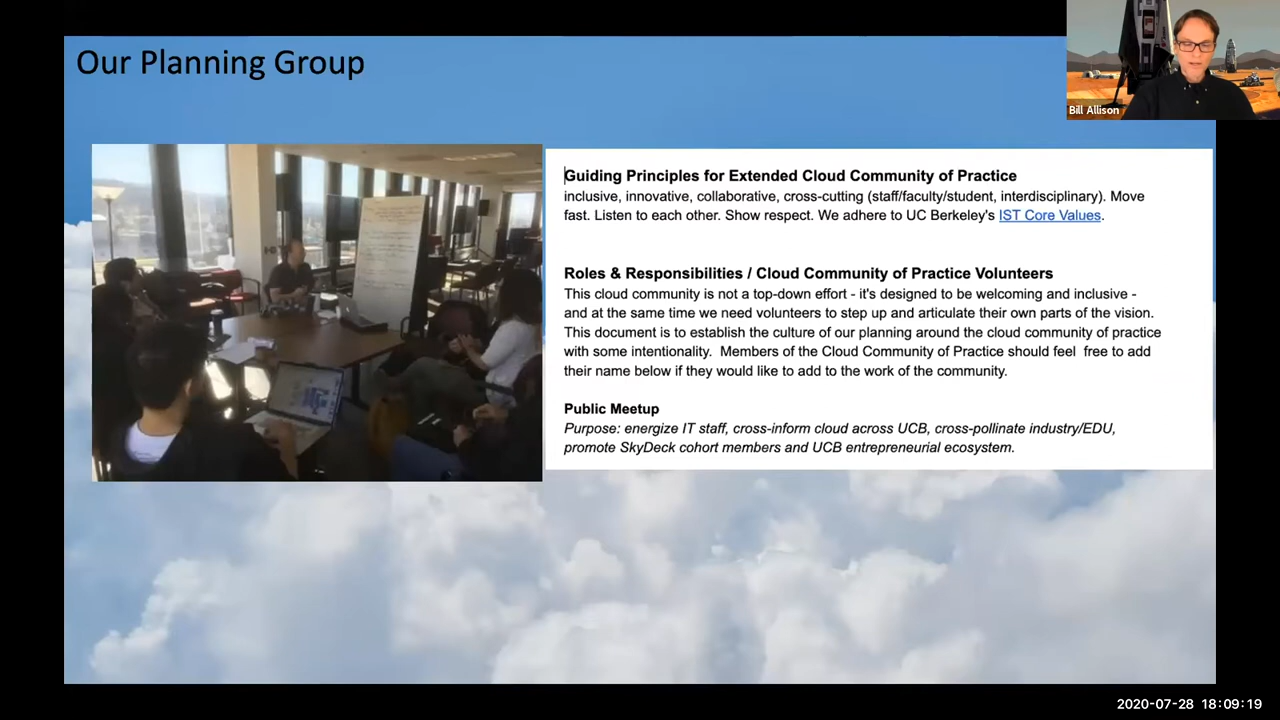 Our Planning Group
Bill Allison
Guiding Principles for Extended Cloud Community of Practice
inclusive, innovative, collaborative, cross-cutting (staff/faculty/student, interdisciplinary). Move
fast. Listen to each other. Show respect. We adhere to UC Berkeley's IST Core Values.
Roles & Responsibilities / Cloud Community of Practice Volunteers
This cloud community is not a top-down effort - it's designed to be welcoming and inclusive -
and at the same time we need volunteers to step up and articulate their own parts of the vision.
This document is to establish the culture of our planning around the cloud community of practice
with some intentionality.  Members of the Cloud Community of Practice should feel  free to add
their name below if they would like to add to the work of the community.
Public Meetup
Purpose: energize IT staff, cross-inform cloud across UCB, cross-pollinate industry/EDU,
promote SkyDeck cohort members and UCB entrepreneurial ecosystem.
2020-07-28 18:09:19